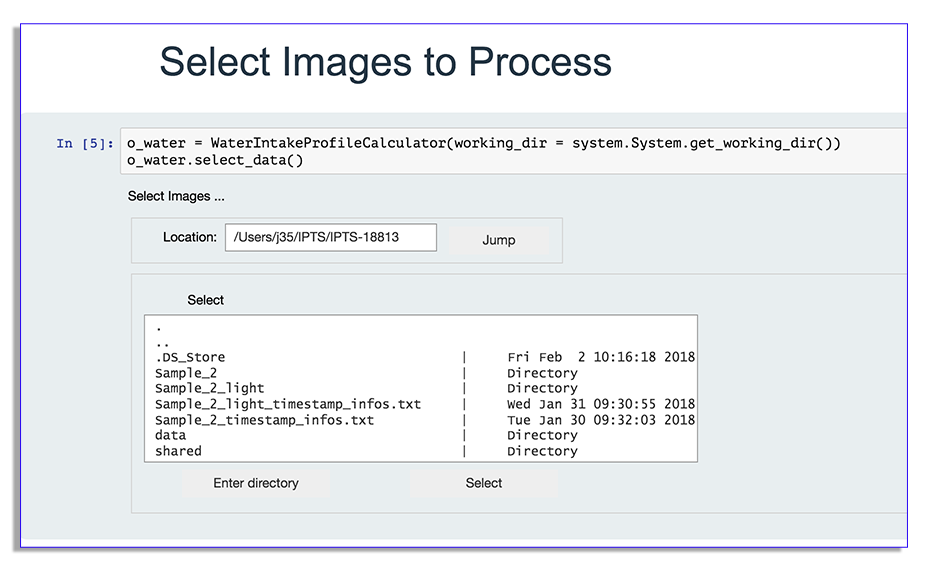 Select Images to Process
In [5]: o_water = WaterIntakeProfileCalculator(working_dir = system.System.get_working_dir())
o_water.select_data()
Select Images ...
Location: /Users/j35/IPTS/IPTS-18813 Jump
Select
.
..
.DS_Store | Fri Feb  2 10:16:18 2018
Sample_2 | Directory
Sample_2_light | Directory
Sample_2_light_timestamp_infos.txt | Wed Jan 31 09:30:55 2018
Sample_2_timestamp_infos.txt | Tue Jan 30 09:32:03 2018
data | Directory
shared | Directory
Enter directory Select